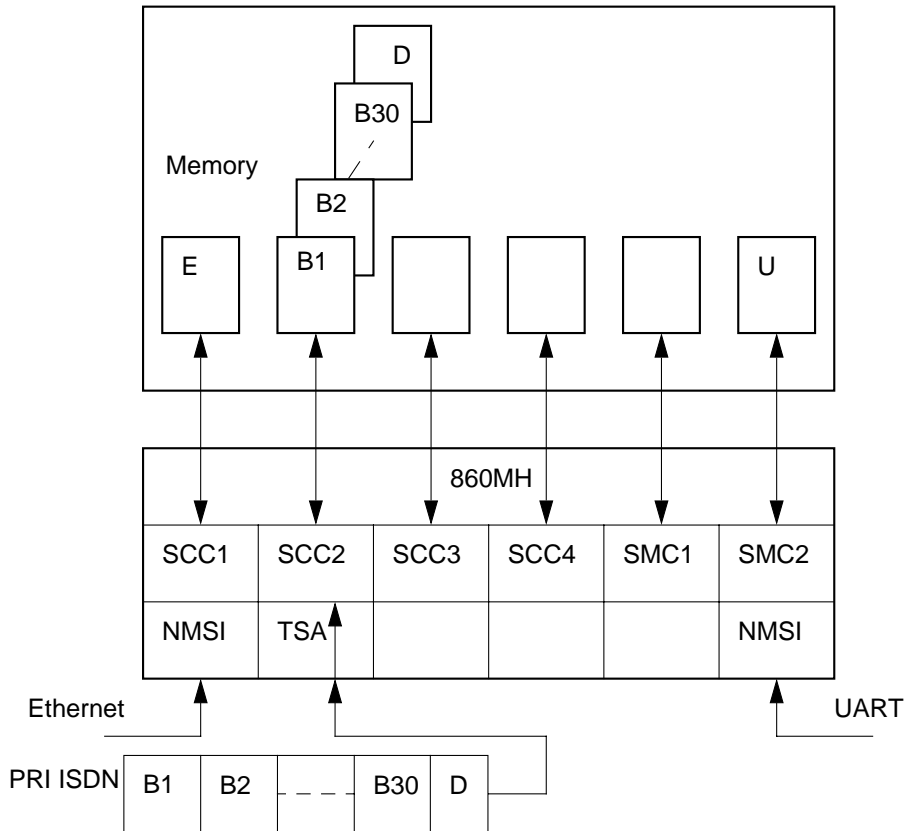 D
B30
Memory
B2
E
B1
U
860MH
SCC1 SCC2 SCC3 SCC4 SMC1 SMC2
NMSI TSA NMSI
Ethernet UART
PRI ISDN B1 B2 B30 D